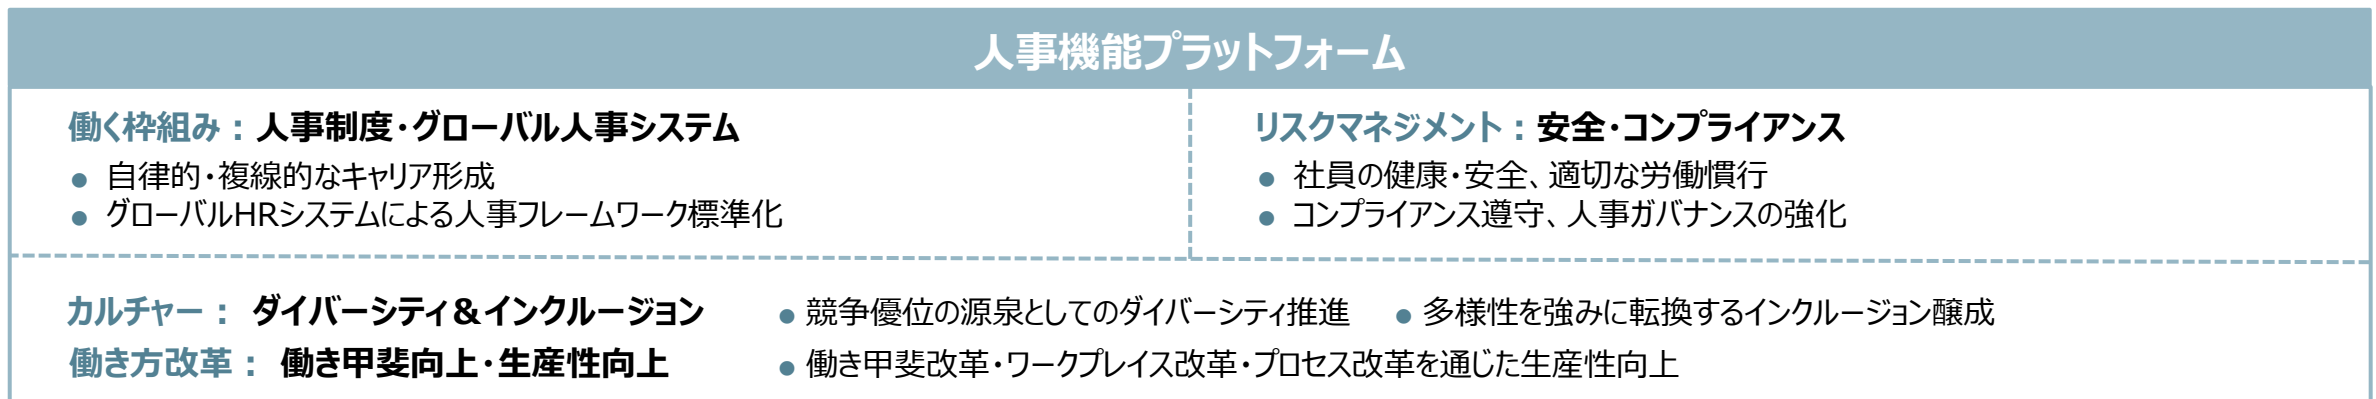 人事機能プラットフォーム
働く枠組み：人事制度・グローバル人事システム
● 自律的・複線的なキャリア形成
● グローバルHRシステムによる人事フレームワーク標準化
リスクマネジメント：安全・コンプライアンス
● 社員の健康・安全、適切な労働慣行
● コンプライアンス遵守、人事ガバナンスの強化
カルチャー： ダイバーシティ＆インクルージョン ● 競争優位の源泉としてのダイバーシティ推進 ● 多様性を強みに転換するインクルージョン醸成
働き方改革： 働き甲斐向上・生産性向上 ● 働き甲斐改革・ワークプレイス改革・プロセス改革を通じた生産性向上